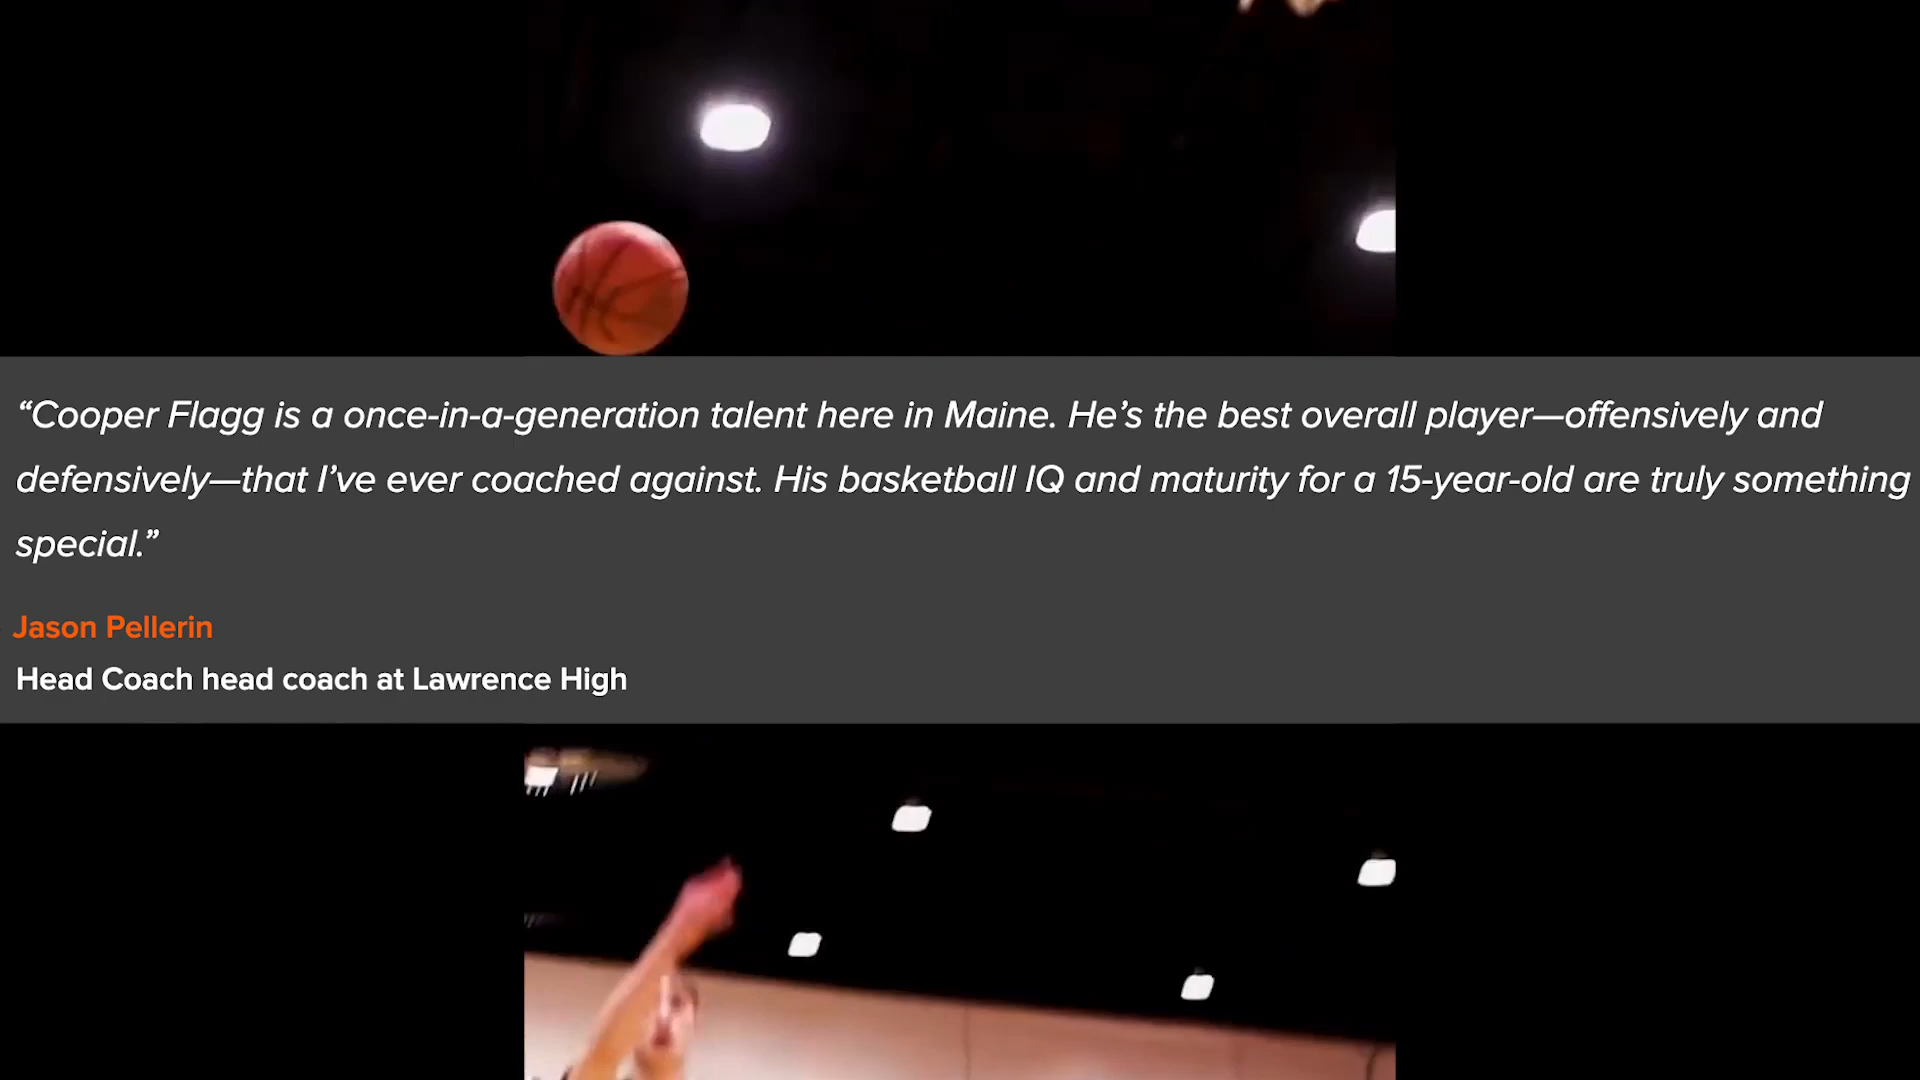 “Cooper Flagg is a once-in-a-generation talent here in Maine. He’s the best overall player—offensively and
defensively—that I’ve ever coached against. His basketball IQ and maturity for a 15-year-old are truly something
special.”
Jason Pellerin
Head Coach head coach at Lawrence High